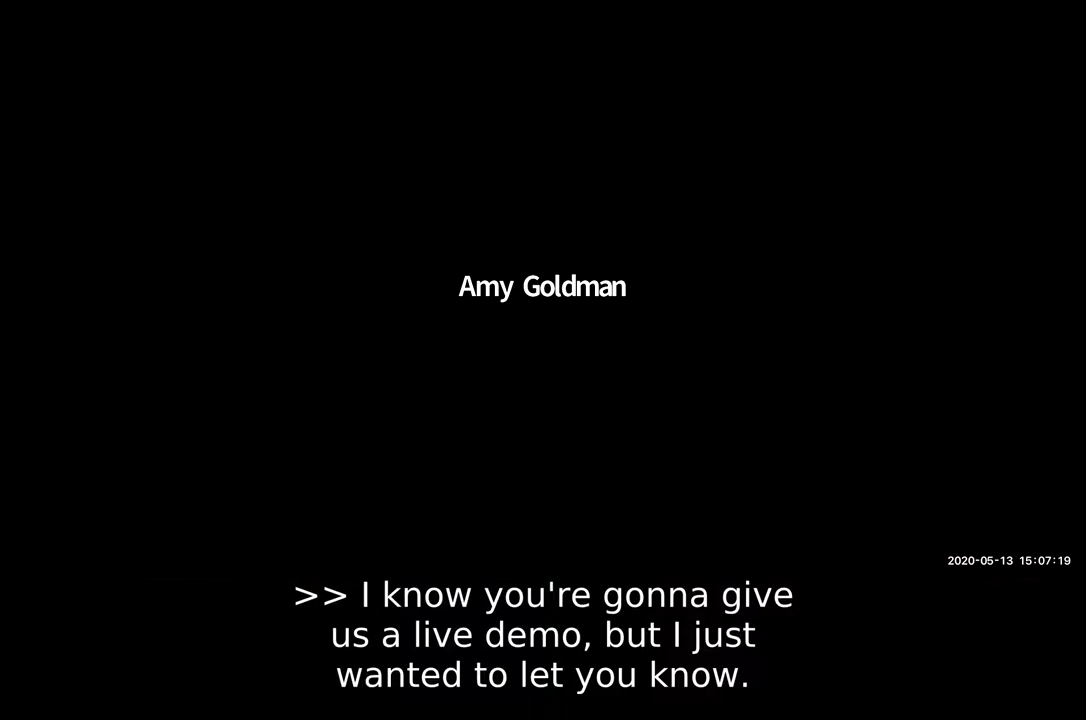 Amy Goldman
2020-05-13 15:07:19
>> I know you're gonna give
us a live demo, but I just
wanted to let you know.